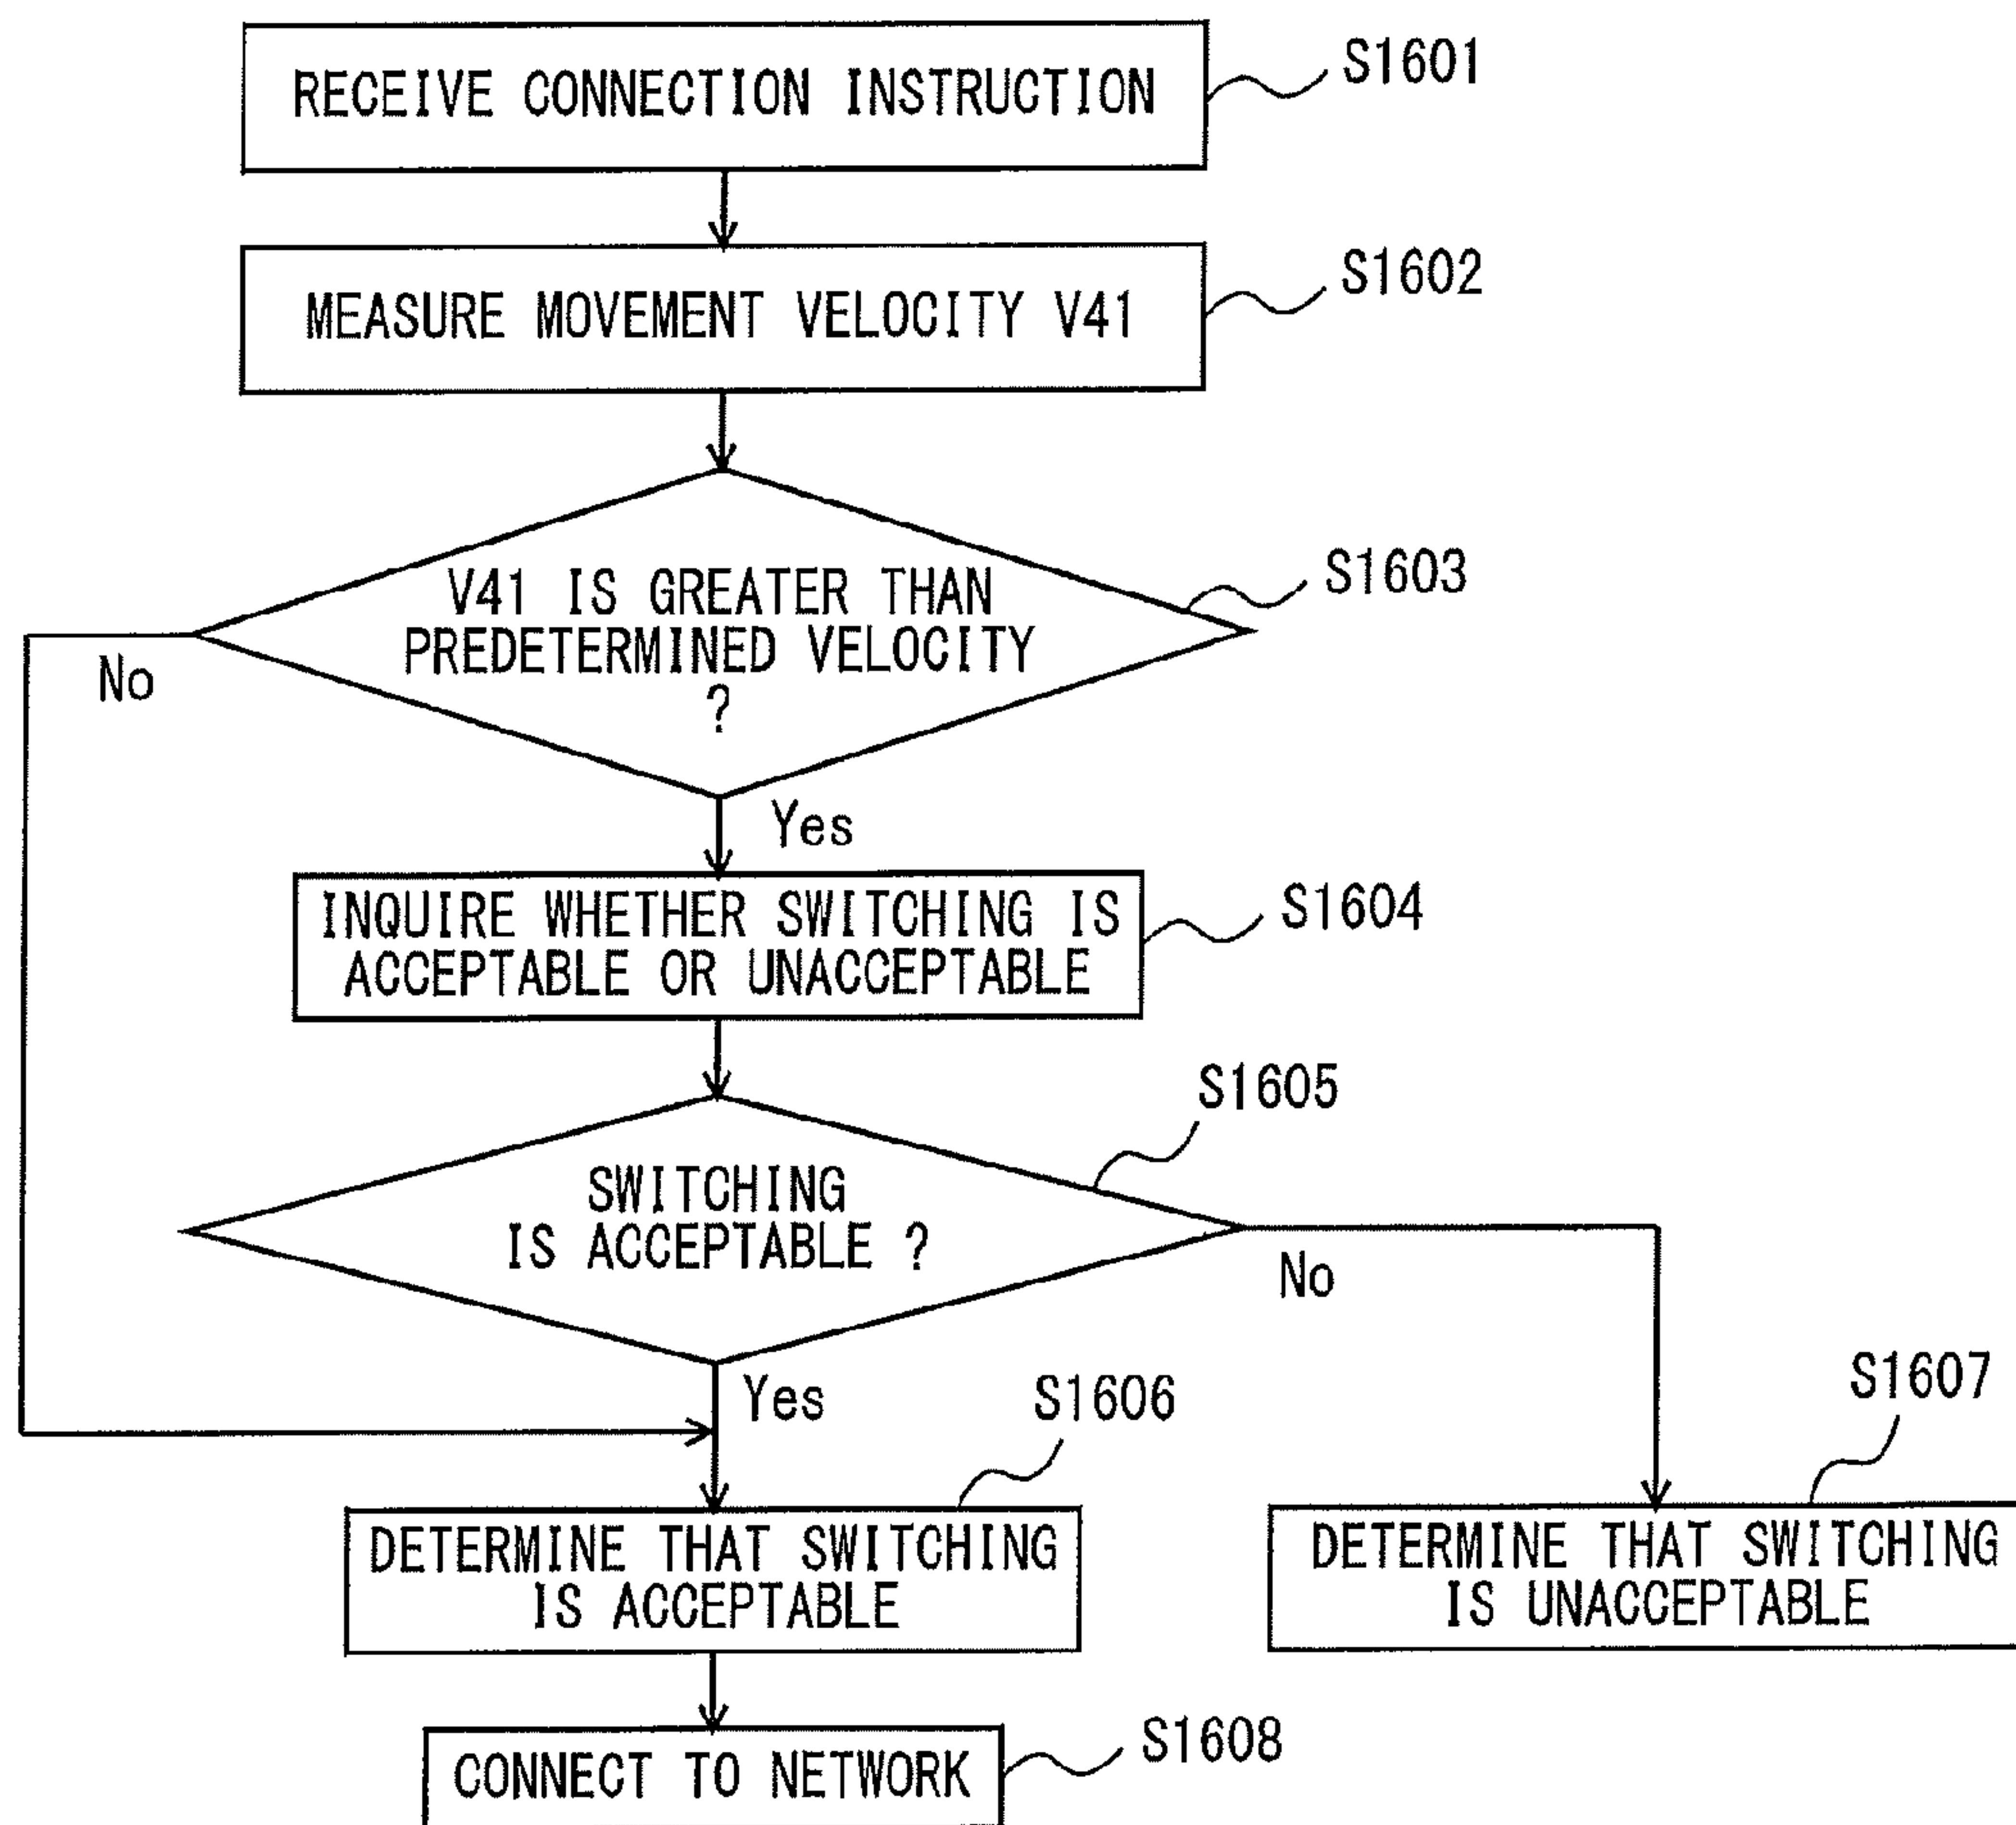 RECEIVE CONNECTION INSTRUCTION
S1601
MEASURE MOVEMENT VELOCITY V41
S1602
V41 IS GREATER THAN
PREDETERMINED VELOCITY
?
S1603
No
Yes
INQUIRE WHETHER SWITCHING IS
ACCEPTABLE OR UNACCEPTABLE
S1604
S1605
SWITCHING
IS ACCEPTABLE ?
No
Yes
S1606
S1607
DETERMINE THAT SWITCHING
IS ACCEPTABLE
DETERMINE THAT SWITCHING
IS UNACCEPTABLE
CONNECT TO NETWORK
S1608